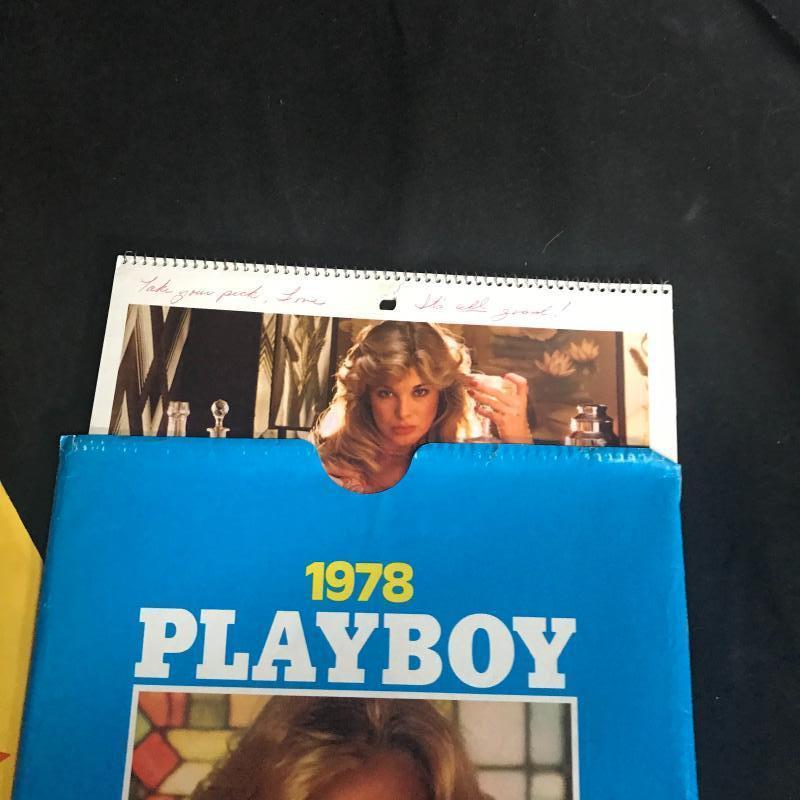 Take your pick, Love
It's all good!
1978
PLAYBOY